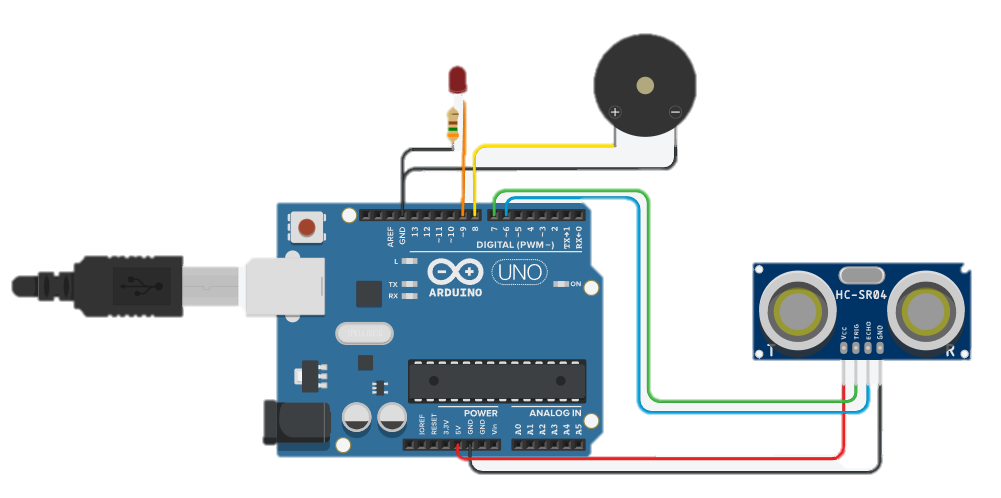 + −
AREF
GND
13
12
~11
~10
~9
8
7
~6
~5
4
~3
2
TX→1
RX←0
DIGITAL (PWM~)
L
TX
RX
ARDUINO
UNO
ON
HC-SR04
T
Vcc
TRIG
ECHO
GND
R
POWER
ANALOG IN
IOREF
RESET
3.3V
5V
GND
GND
Vin
A0
A1
A2
A3
A4
A5